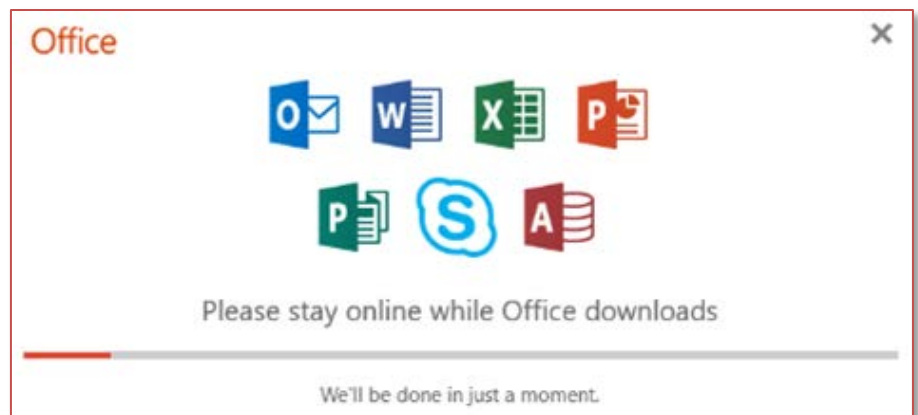 Office
O W X P
P S A
Please stay online while Office downloads
We'll be done in just a moment.